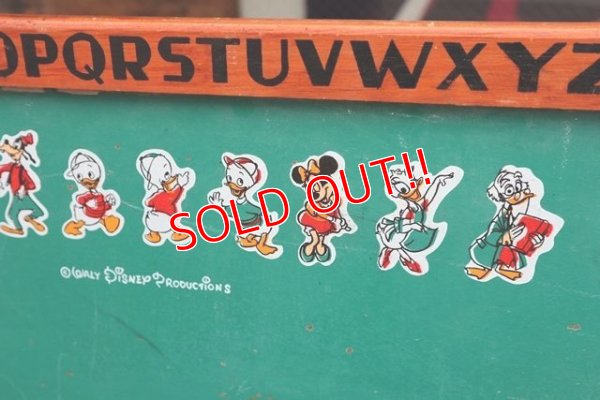 OPQRSTUVWXYZ
SOLD OUT!!
©WALT DISNEY PRODUCTIONS